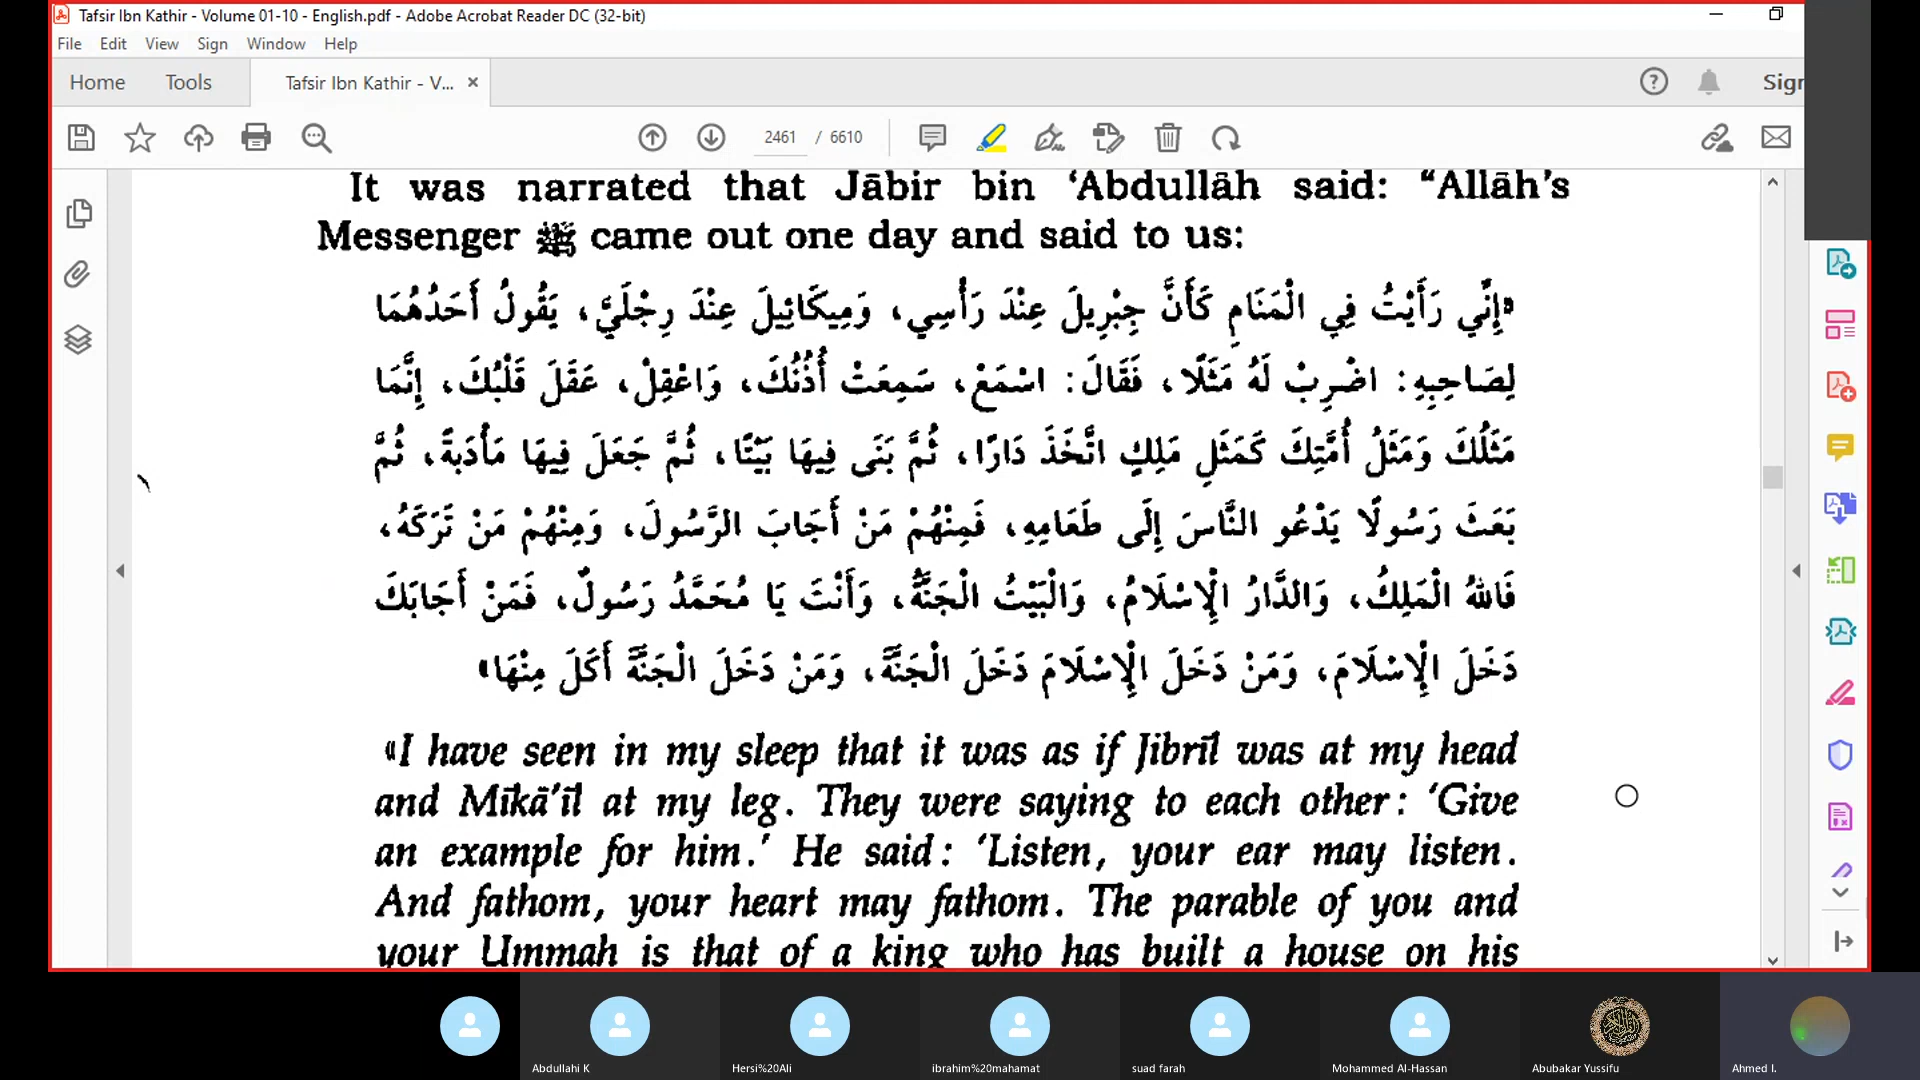 Tafsir Ibn Kathir - Volume 01-10 - English.pdf - Adobe Acrobat Reader DC (32-bit)
File Edit View Sign Window Help
Home Tools Tafsir Ibn Kathir - V...
Sign
2461 / 6610
It was narrated that Jābir bin ‘Abdullāh said: “Allāh’s
Messenger ﷺ came out one day and said to us:
«إِنِّي رَأَيْتُ فِي الْمَنَامِ كَأَنَّ جِبْرِيلَ عِنْدَ رَأْسِي، وَمِيكَائِيلَ عِنْدَ رِجْلَيَّ، يَقُولُ أَحَدُهُمَا
لِصَاحِبِهِ: اضْرِبْ لَهُ مَثَلًا، فَقَالَ: اسْمَعْ، سَمِعَتْ أُذُنُكَ، وَاعْقِلْ، عَقَلَ قَلْبُكَ، إِنَّمَا
مَثَلُكَ وَمَثَلُ أُمَّتِكَ كَمَثَلِ مَلِكٍ اتَّخَذَ دَارًا، ثُمَّ بَنَى فِيهَا بَيْتًا، ثُمَّ جَعَلَ فِيهَا مَأْدَبَةً، ثُمَّ
بَعَثَ رَسُولًا يَدْعُو النَّاسَ إِلَى طَعَامِهِ، فَمِنْهُمْ مَنْ أَجَابَ الرَّسُولَ، وَمِنْهُمْ مَنْ تَرَكَهُ،
فَاللهُ الْمَلِكُ، وَالدَّارُ الْإِسْلَامُ، وَالْبَيْتُ الْجَنَّةُ، وَأَنْتَ يَا مُحَمَّدُ رَسُولٌ، فَمَنْ أَجَابَكَ
دَخَلَ الْإِسْلَامَ، وَمَنْ دَخَلَ الْإِسْلَامَ دَخَلَ الْجَنَّةَ، وَمَنْ دَخَلَ الْجَنَّةَ أَكَلَ مِنْهَا»
«I have seen in my sleep that it was as if Jibrīl was at my head
and Mīkā’īl at my leg. They were saying to each other: ‘Give
an example for him.’ He said: ‘Listen, your ear may listen.
And fathom, your heart may fathom. The parable of you and
your Ummah is that of a king who has built a house on his
Abdullahi K
Hersi%20Ali
ibrahim%20mahamat
suad farah
Mohammed Al-Hassan
Abubakar Yussifu
Ahmed I.